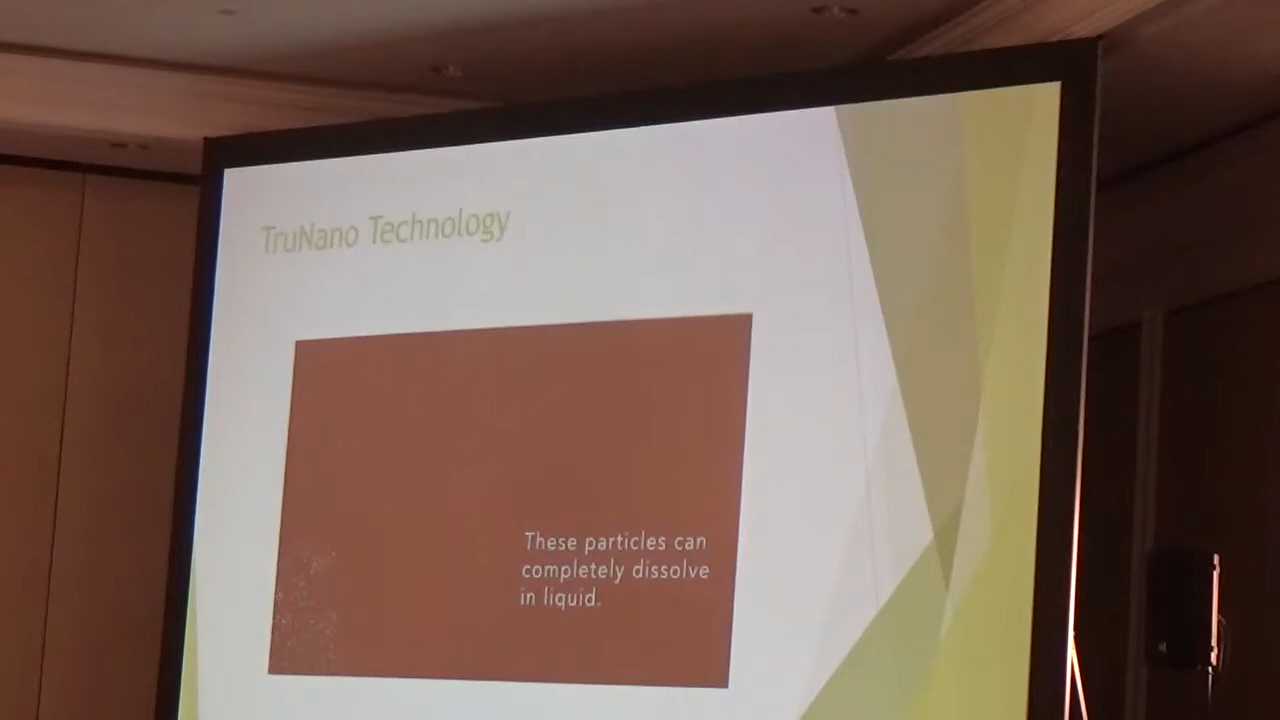 TruNano Technology
These particles can
completely dissolve
in liquid.